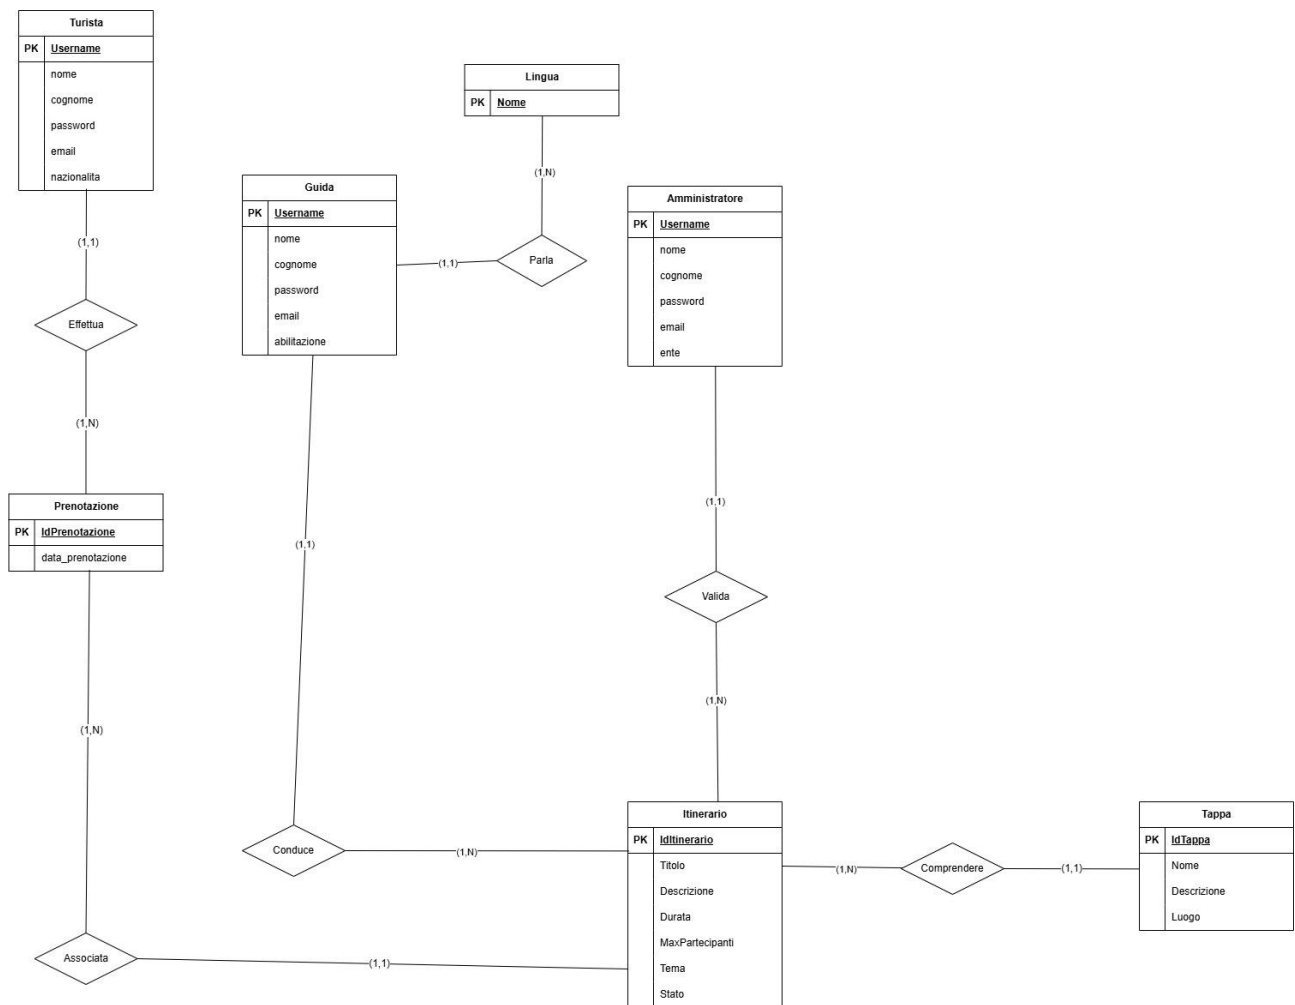 Turista
PK Username
nome
cognome
password
email
nazionalita
(1,1)
Effettua
(1,N)
Prenotazione
PK IdPrenotazione
data_prenotazione
(1,N)
Associata
(1,1)
Guida
PK Username
nome
cognome
password
email
abilitazione
(1,1)
Parla
(1,N)
Lingua
PK Nome
(1,1)
Conduce
(1,N)
Amministratore
PK Username
nome
cognome
password
email
ente
(1,1)
Valida
(1,N)
Itinerario
PK IdItinerario
Titolo
Descrizione
Durata
MaxPartecipanti
Tema
Stato
(1,N)
Comprendere
(1,1)
Tappa
PK IdTappa
Nome
Descrizione
Luogo